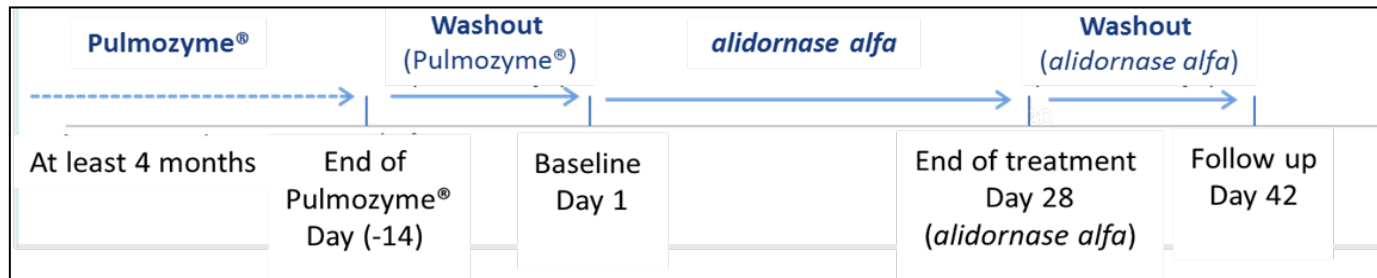 Pulmozyme®
Washout
(Pulmozyme®)
alidornase alfa
Washout
(alidornase alfa)
At least 4 months
End of
Pulmozyme®
Day (-14)
Baseline
Day 1
End of treatment
Day 28
(alidornase alfa)
Follow up
Day 42